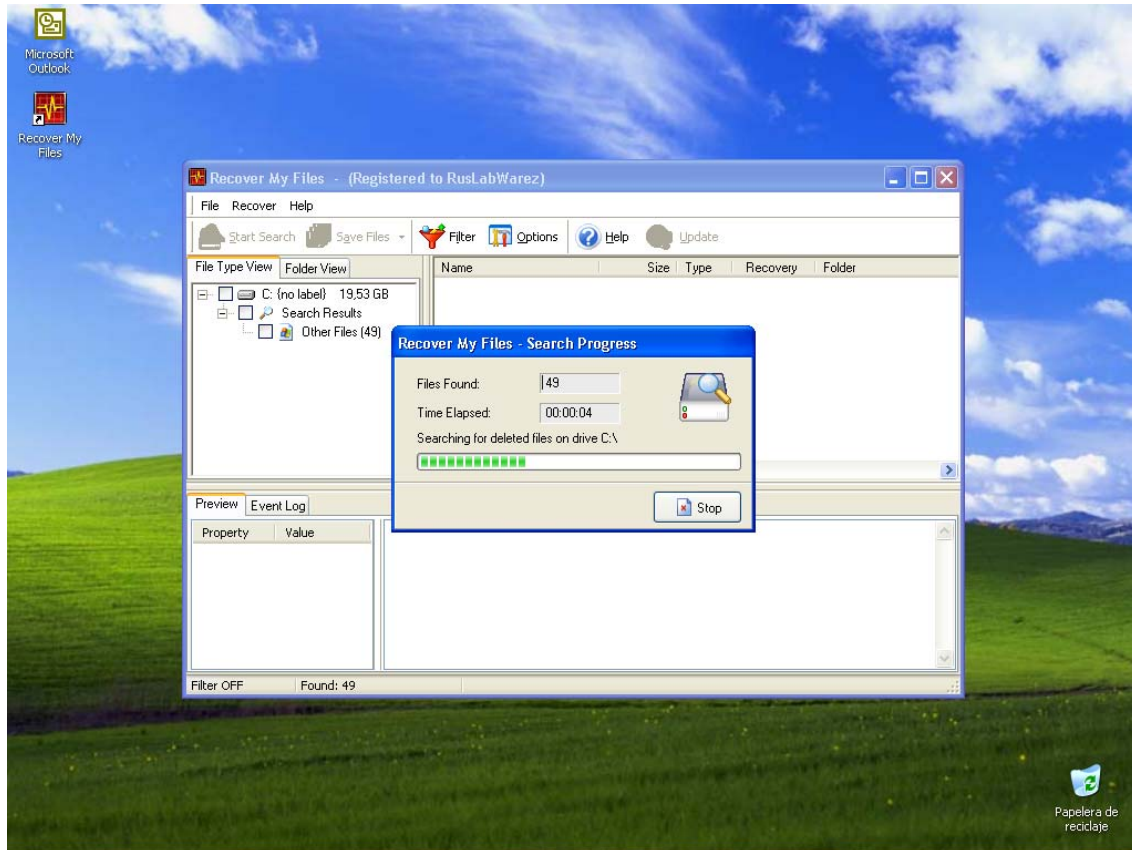 Microsoft
Outlook
Recover My
Files
Recover My Files - (Registered to RusLabWarez)
File Recover Help
Start Search Save Files Filter Options Help Update
File Type View Folder View
Name Size Type Recovery Folder
C: (no label) 19,53 GB
Search Results
Other Files (49)
Recover My Files - Search Progress
Files Found: 49
Time Elapsed: 00:00:04
Searching for deleted files on drive C:\
Stop
Preview Event Log
Property Value
Filter OFF Found: 49
Papelera de
reciclaje